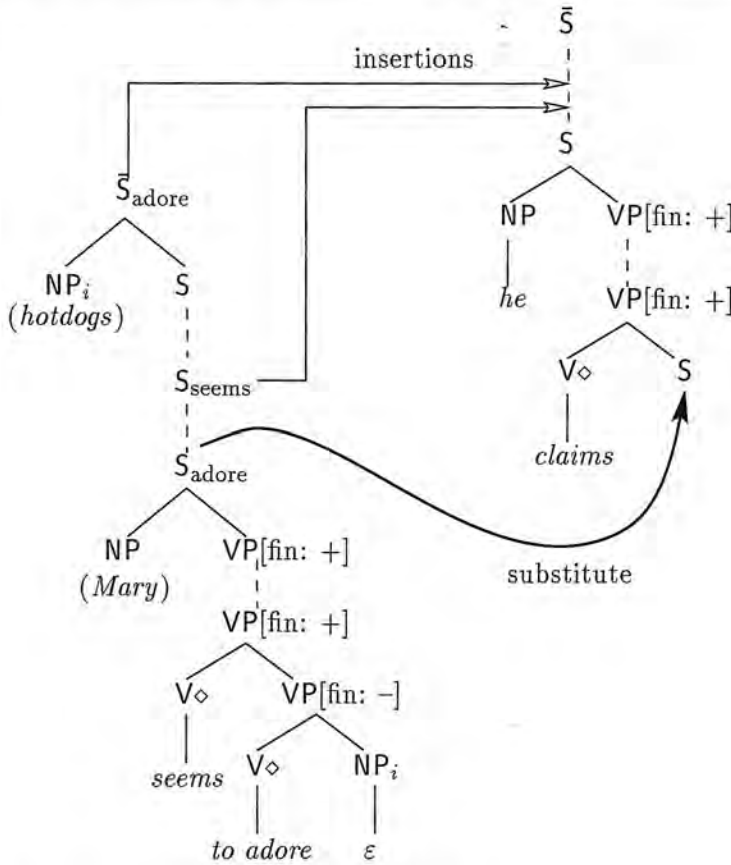 S̄
insertions
S
S̄adore
NP VP[fin: +]
NPi S
(hotdogs)
he VP[fin: +]
Sseems
V◇ S
claims
Sadore
NP VP[fin: +]
(Mary)
substitute
VP[fin: +]
V◇ VP[fin: –]
seems
V◇ NPi
to adore ε